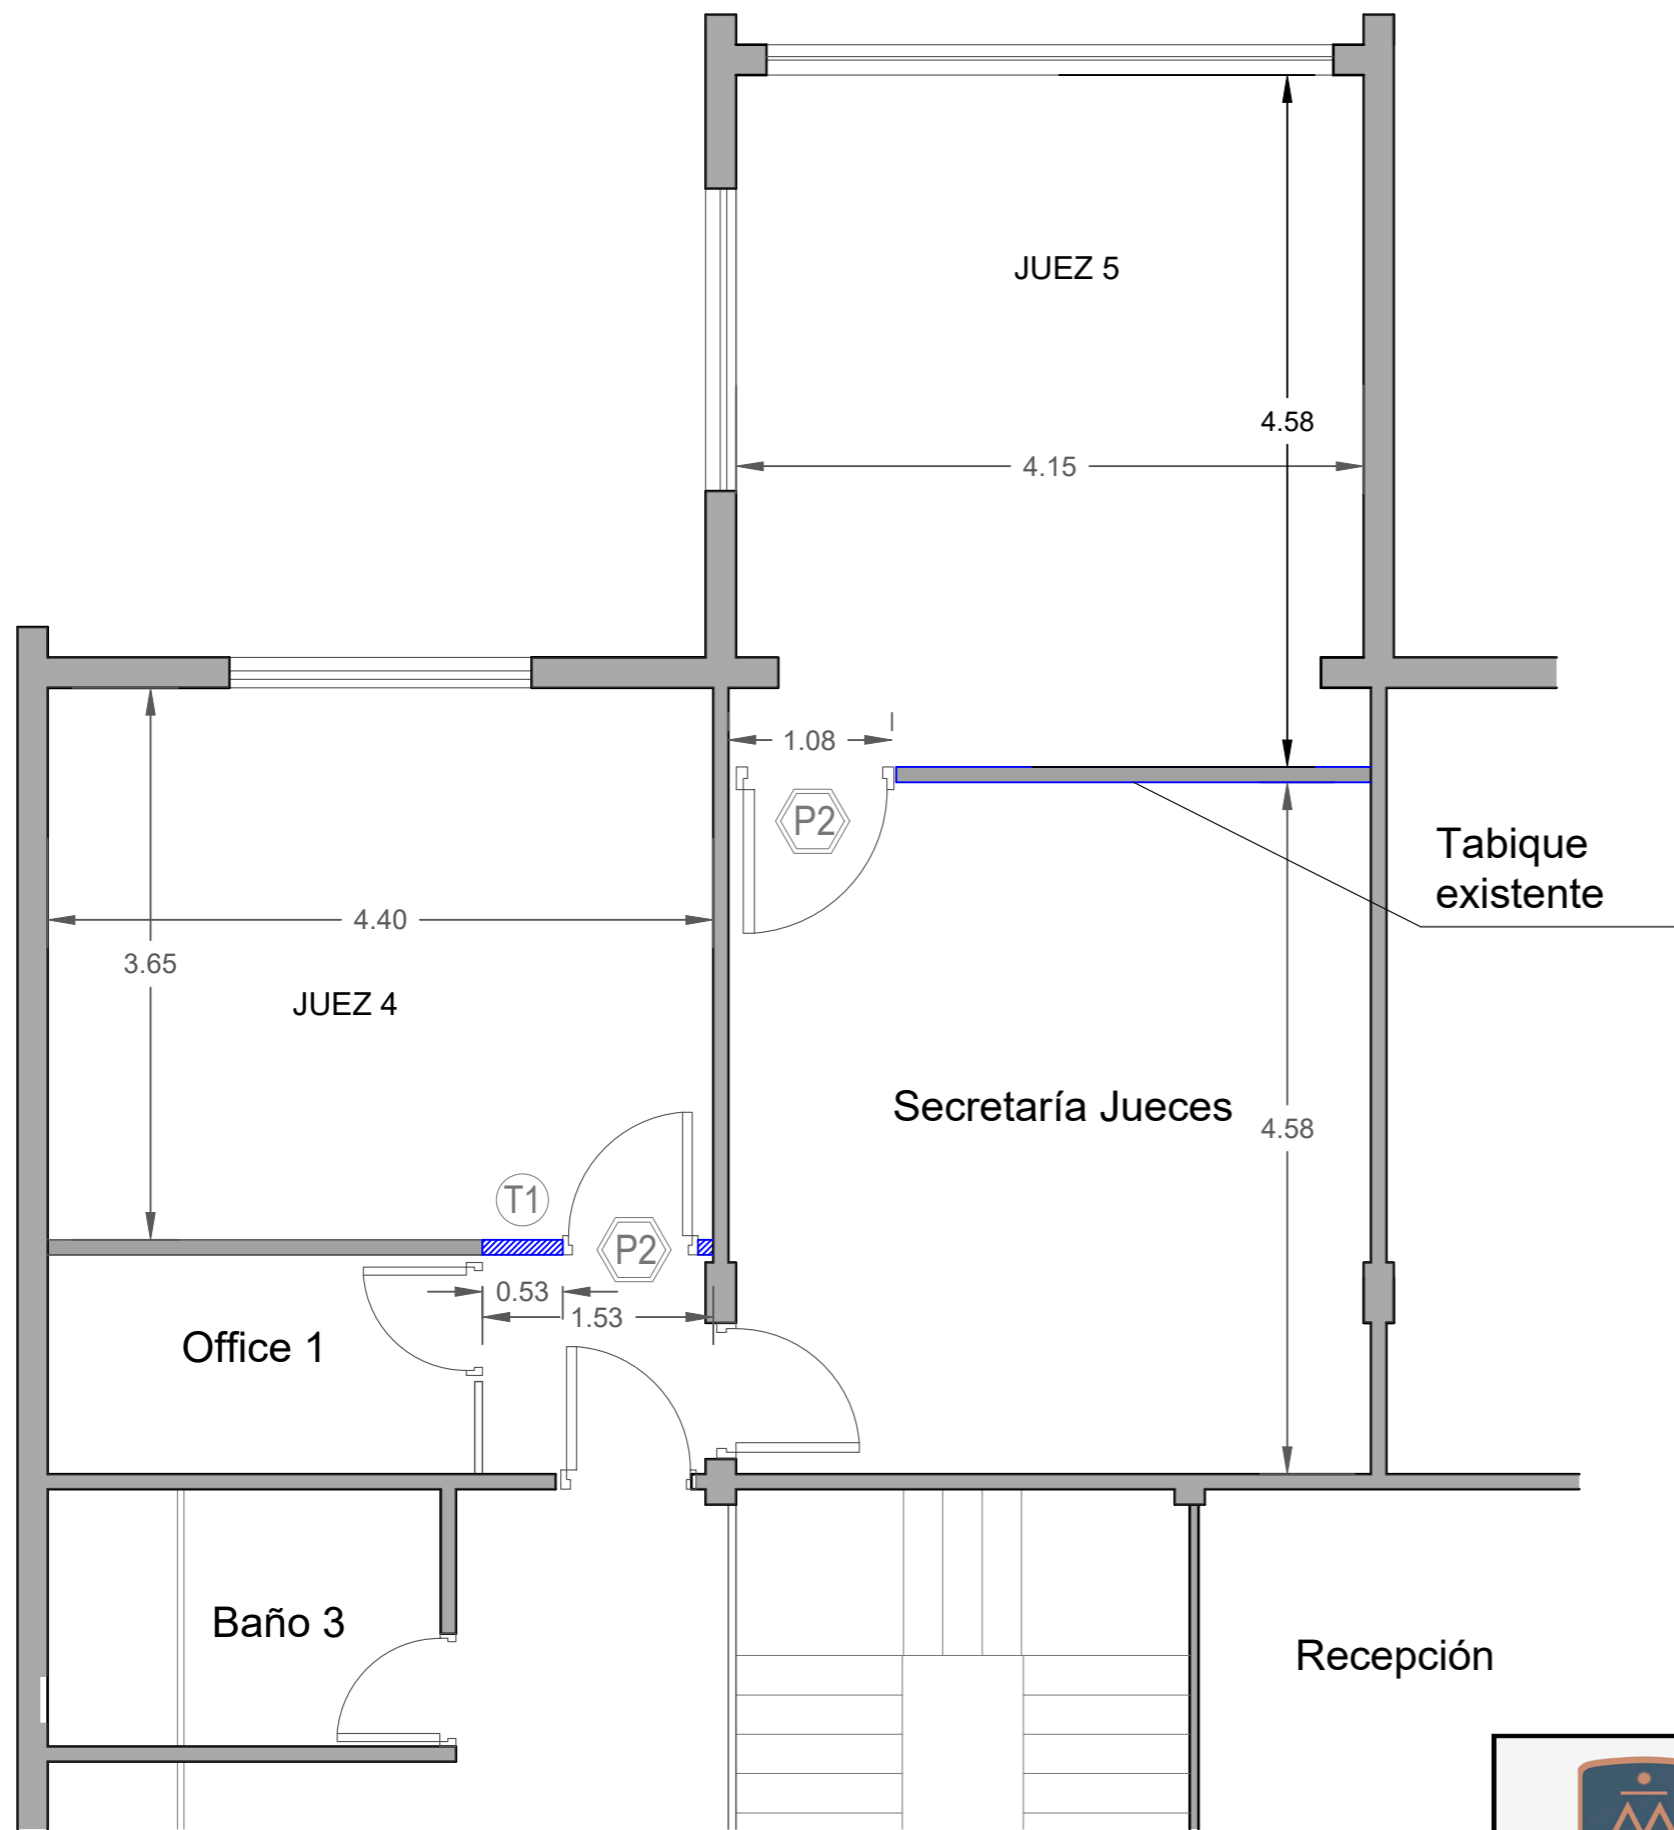 JUEZ 5
4.58
4.15
1.08
P2
Tabique
existente
4.40
3.65
JUEZ 4
Secretaría Jueces
4.58
T1
P2
0.53
1.53
Office 1
Baño 3
Recepción